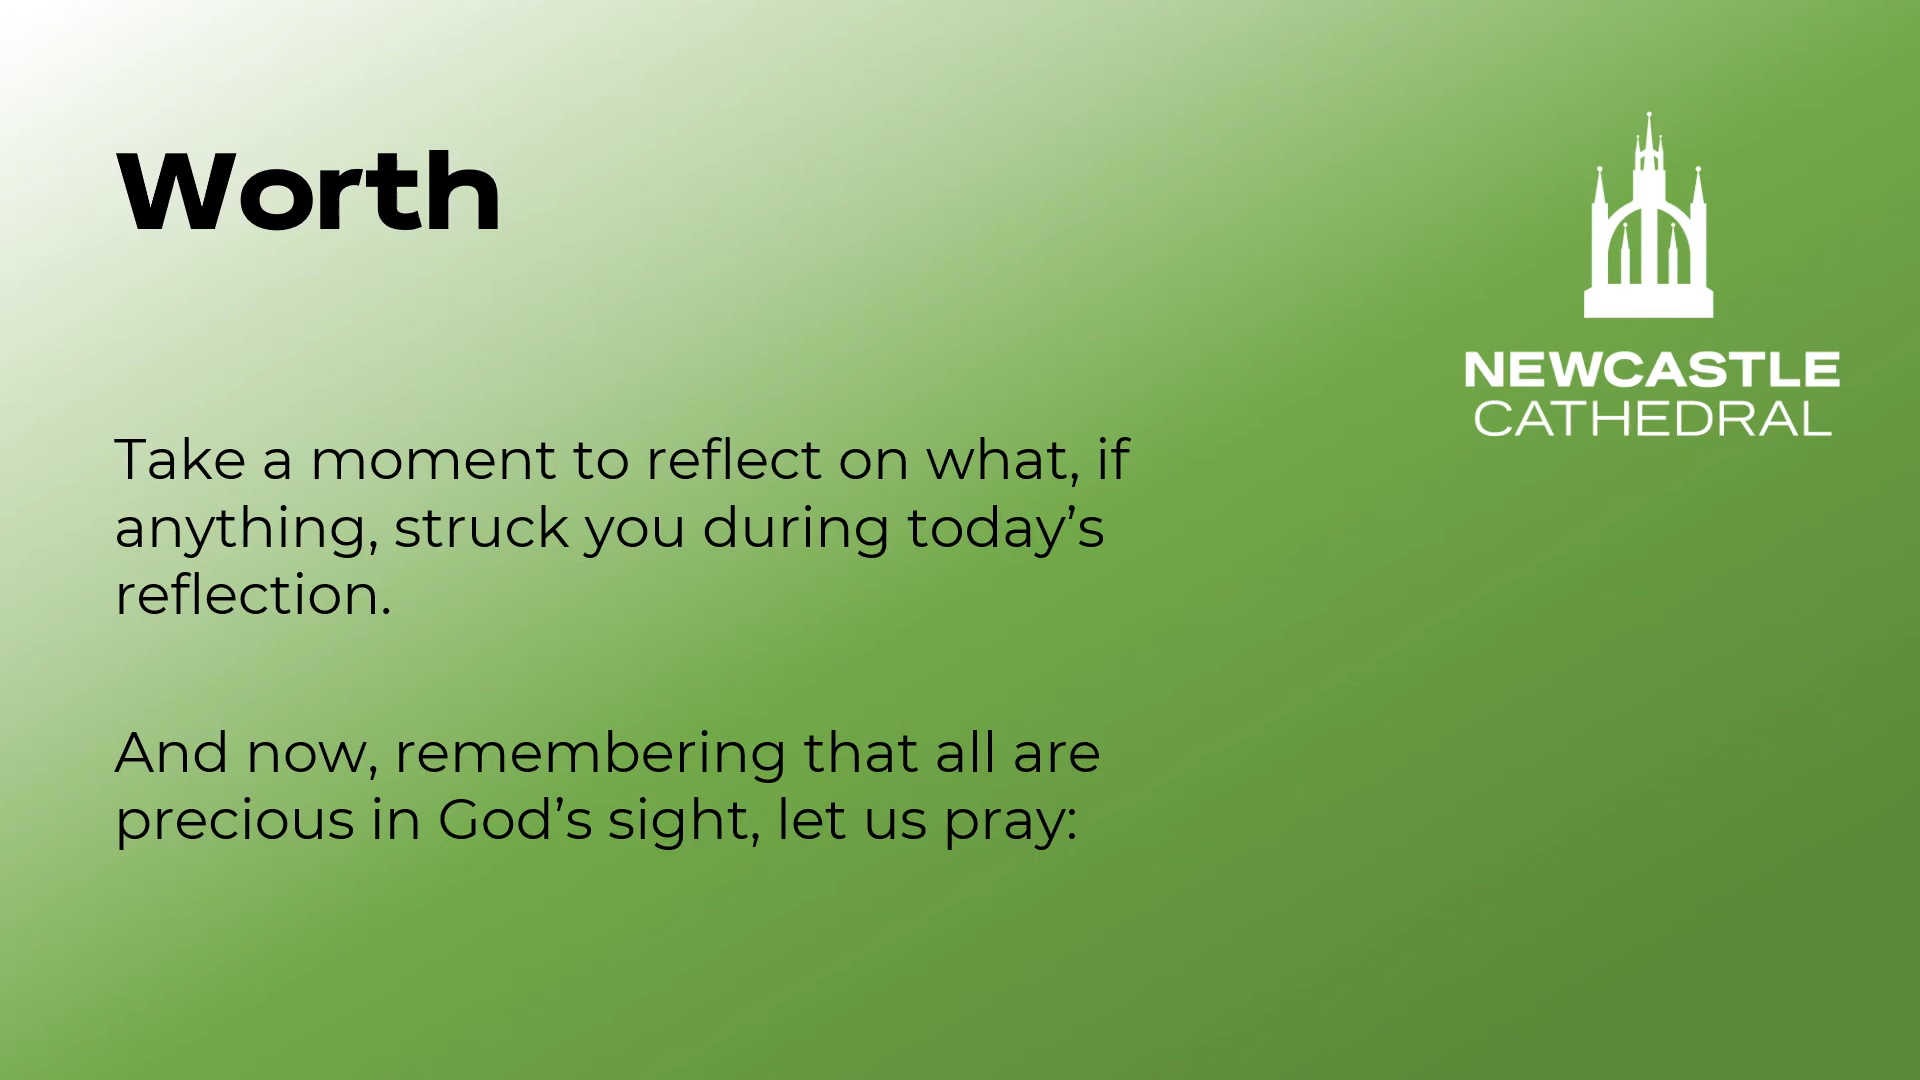 Worth
NEWCASTLE
CATHEDRAL
Take a moment to reflect on what, if
anything, struck you during today’s
reflection.
And now, remembering that all are
precious in God’s sight, let us pray: